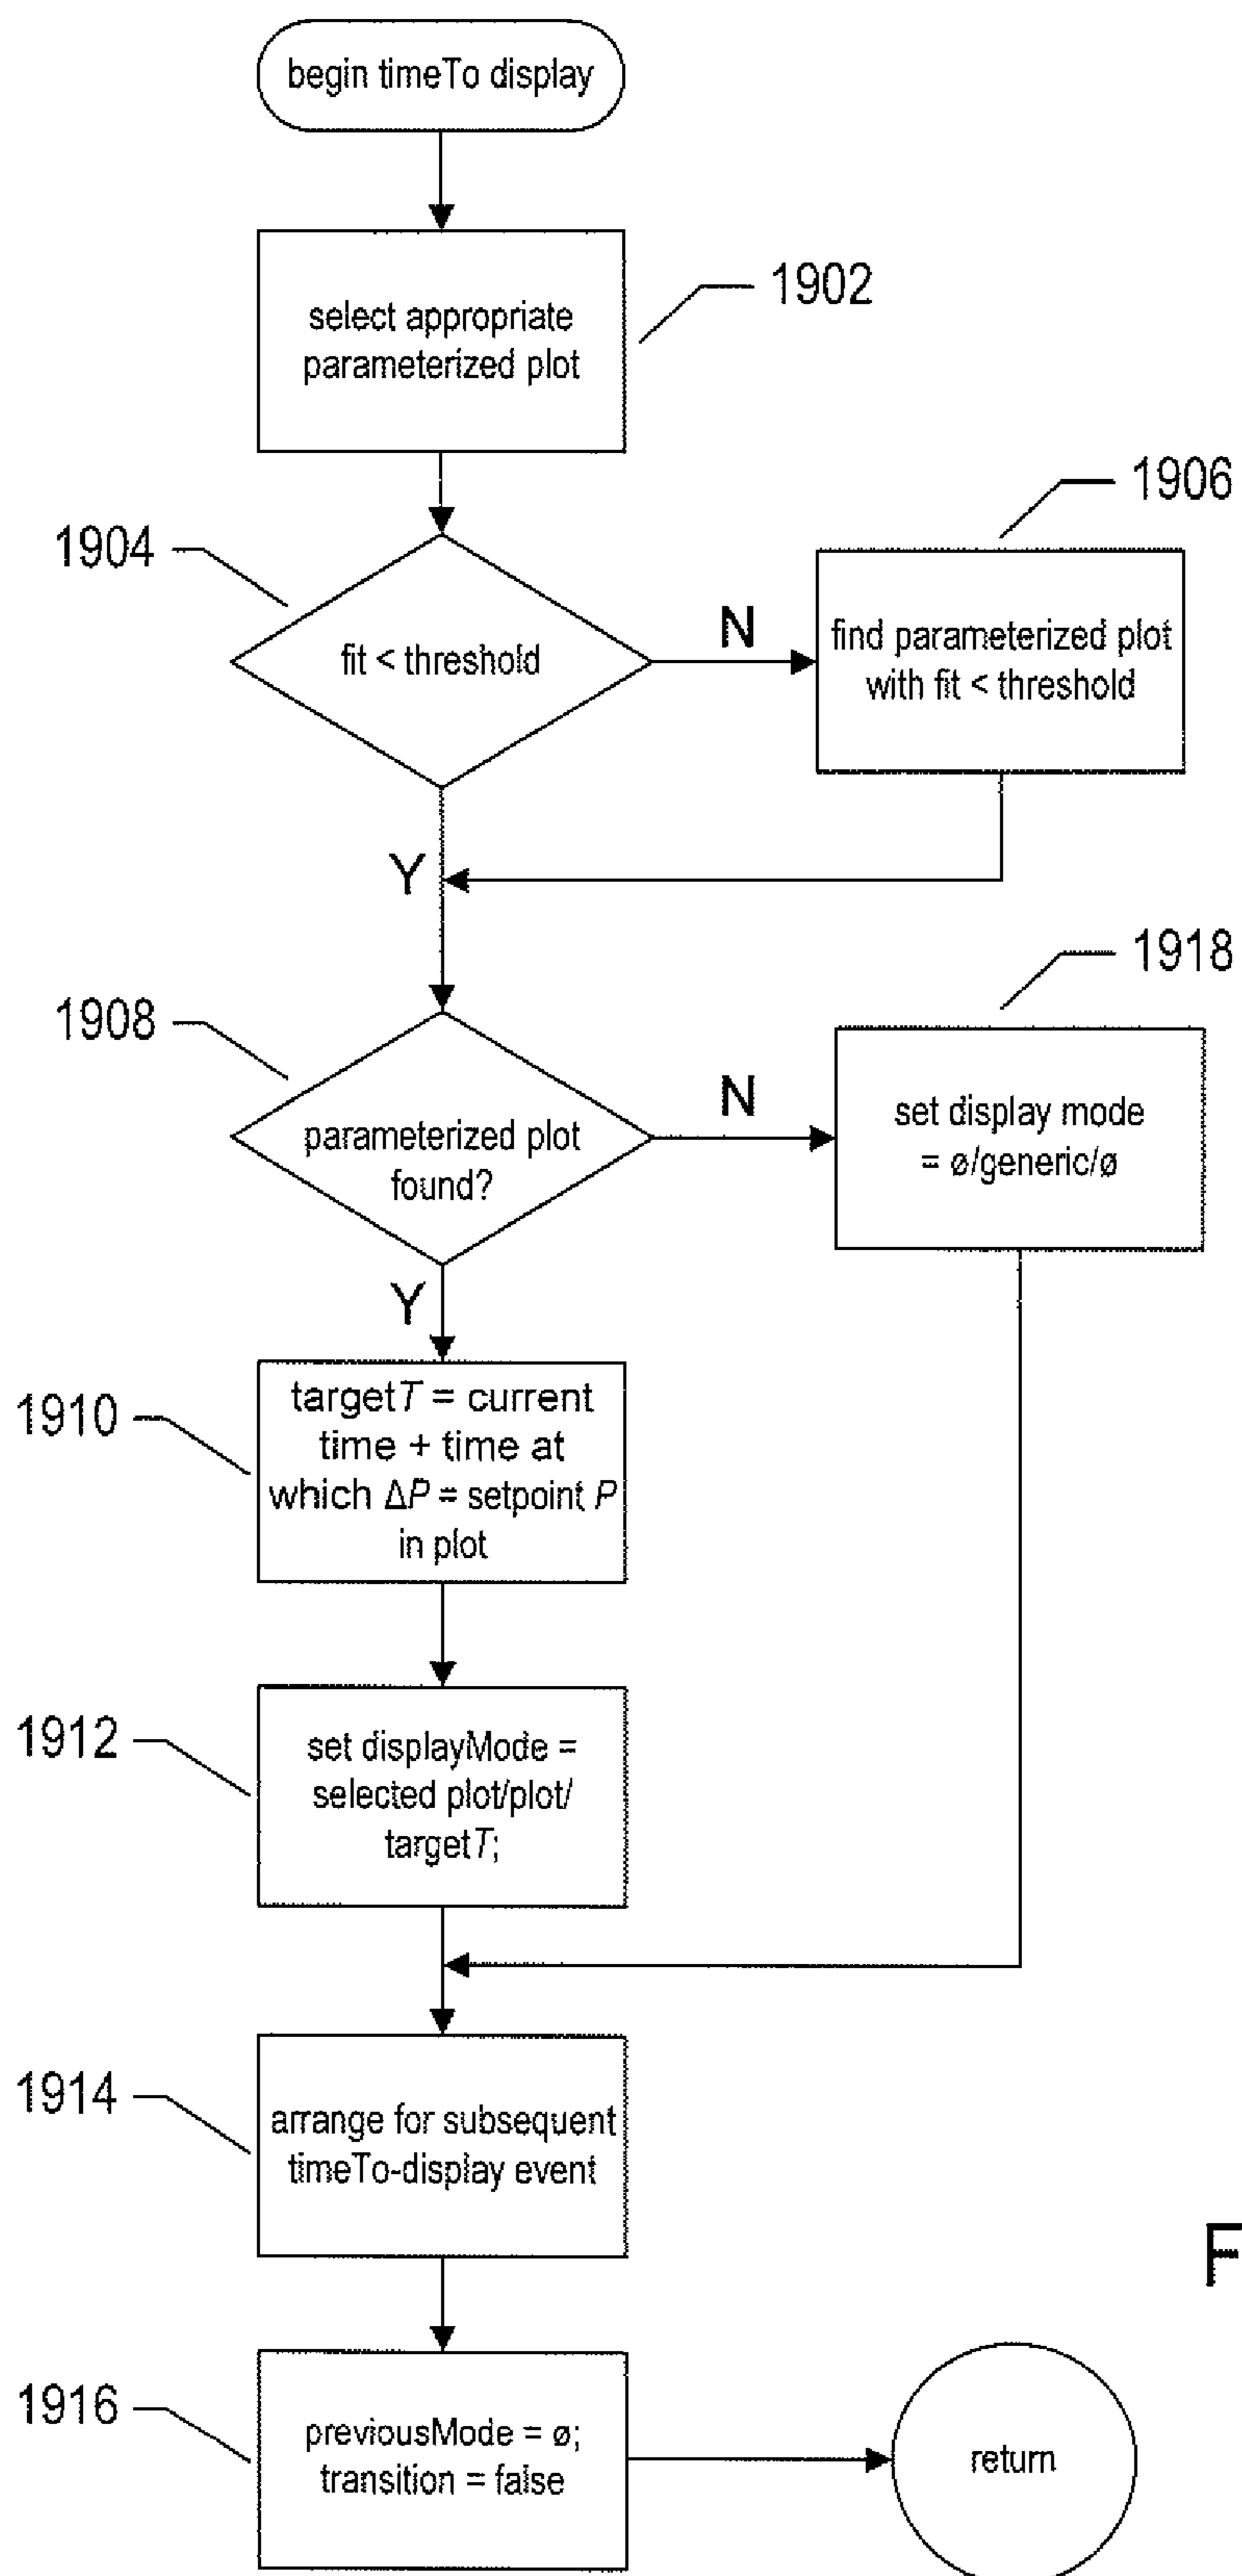 begin timeTo display
select appropriate
parameterized plot
1902
1904
fit < threshold
N
1906
find parameterized plot
with fit < threshold
Y
1908
parameterized plot
found?
N
1918
set display mode
= ø/generic/ø
Y
1910
targetT = current
time + time at
which ΔP = setpoint P
in plot
1912
set displayMode =
selected plot/plot/
targetT;
1914
arrange for subsequent
timeTo-display event
F
1916
previousMode = ø;
transition = false
return